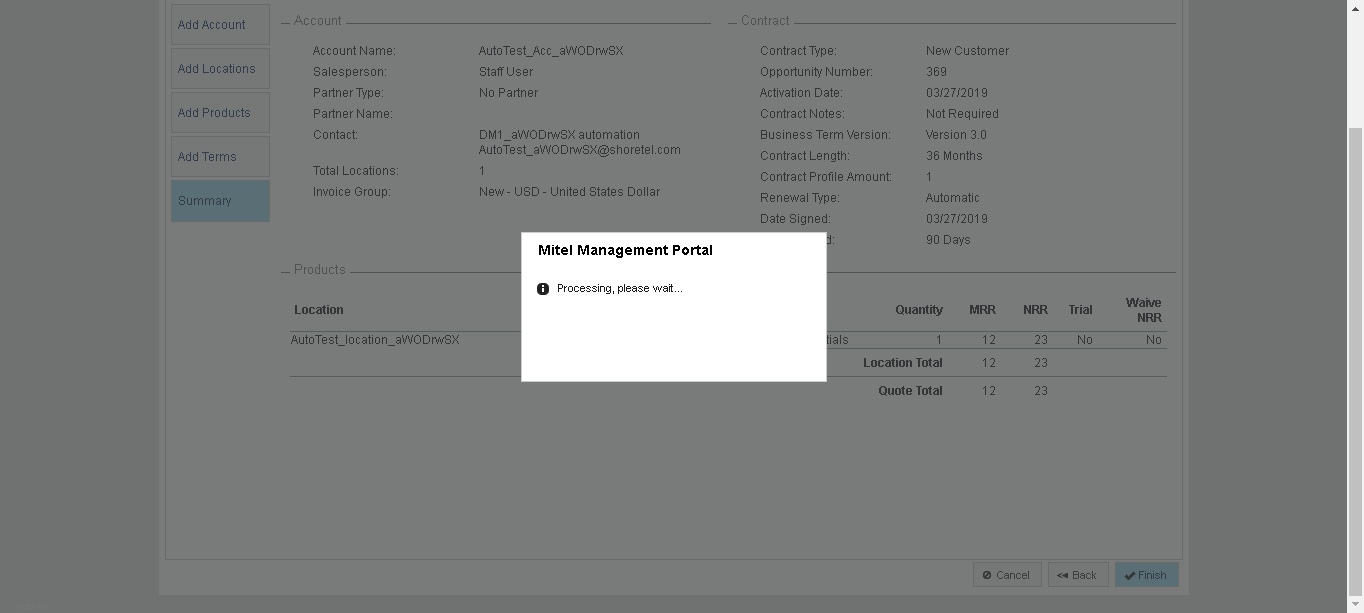 Add Account
Add Locations
Add Products
Add Terms
Summary
Account
Account Name: AutoTest_Acc_aWODrwSX
Salesperson: Staff User
Partner Type: No Partner
Partner Name:
Contact: DM1_aWODrwSX automation
AutoTest_aWODrwSX@shoretel.com
Total Locations: 1
Invoice Group: New - USD - United States Dollar
Contract
Contract Type: New Customer
Opportunity Number: 369
Activation Date: 03/27/2019
Contract Notes: Not Required
Business Term Version: Version 3.0
Contract Length: 36 Months
Contract Profile Amount: 1
Renewal Type: Automatic
Date Signed: 03/27/2019
90 Days
Mitel Management Portal
Processing, please wait...
Products
Location Quantity MRR NRR Trial Waive NRR
AutoTest_location_aWODrwSX 1 12 23 No No
Location Total 12 23
Quote Total 12 23
Cancel Back Finish